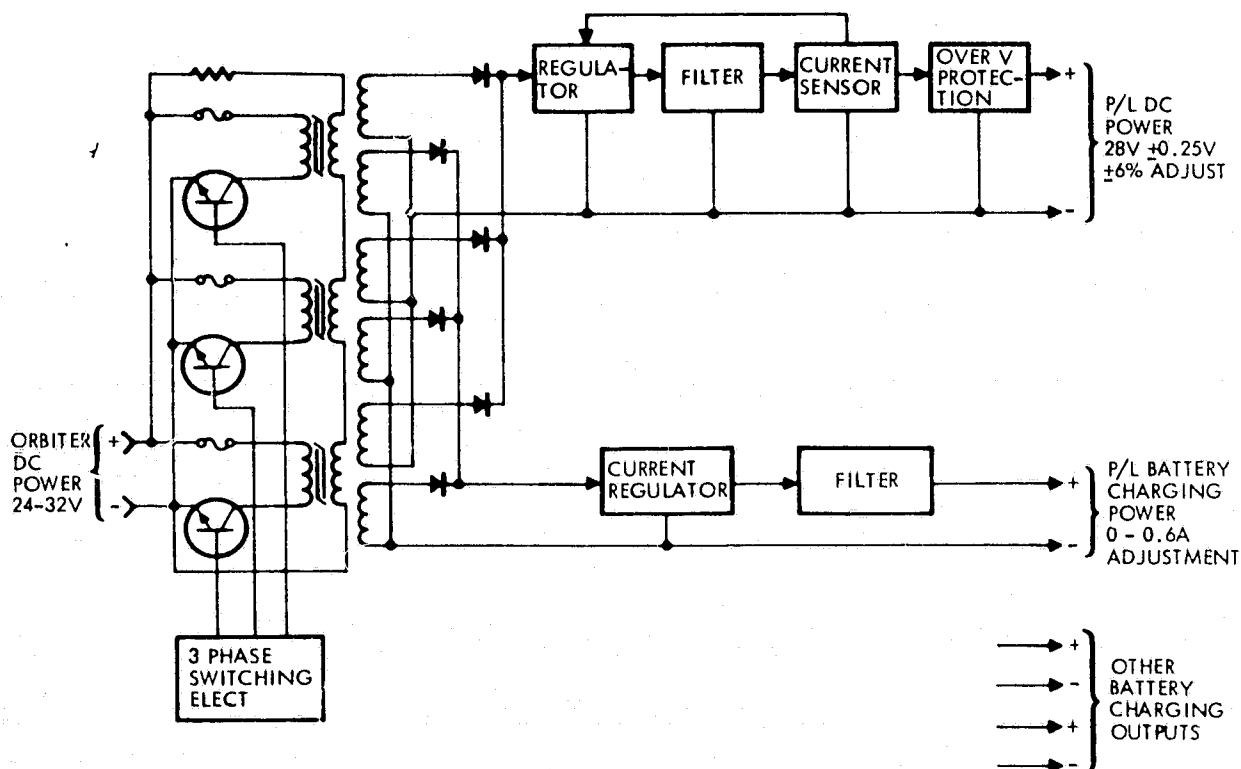 REGULA-
TOR
FILTER
CURRENT
SENSOR
OVER V
PROTEC-
TION
+
-
P/L DC
POWER
28V ±0.25V
±6% ADJUST
ORBITER
DC
POWER
24-32V
+
-
CURRENT
REGULATOR
FILTER
+
-
P/L BATTERY
CHARGING
POWER
0 - 0.6A
ADJUSTMENT
3 PHASE
SWITCHING
ELECT
+
-
+
-
OTHER
BATTERY
CHARGING
OUTPUTS